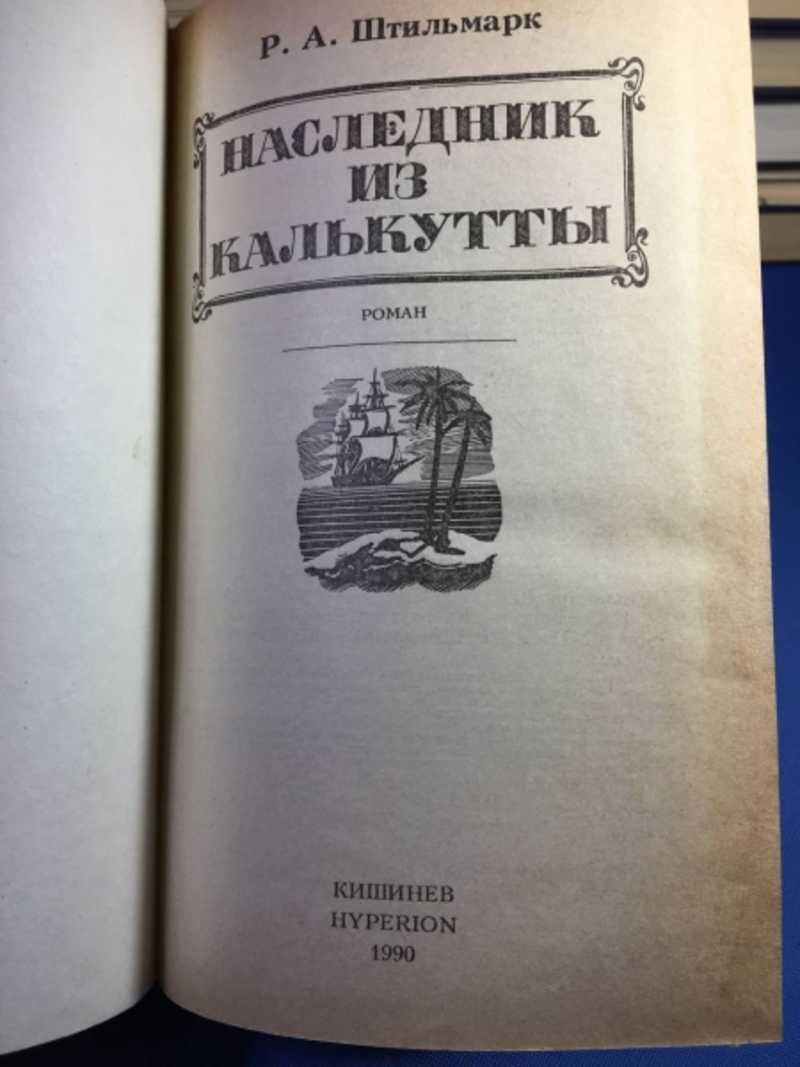 Р. А. Штильмарк
НАСЛЕДНИК
ИЗ
КАЛЬКУТТЫ
РОМАН
КИШИНЕВ
HYPERION
1990